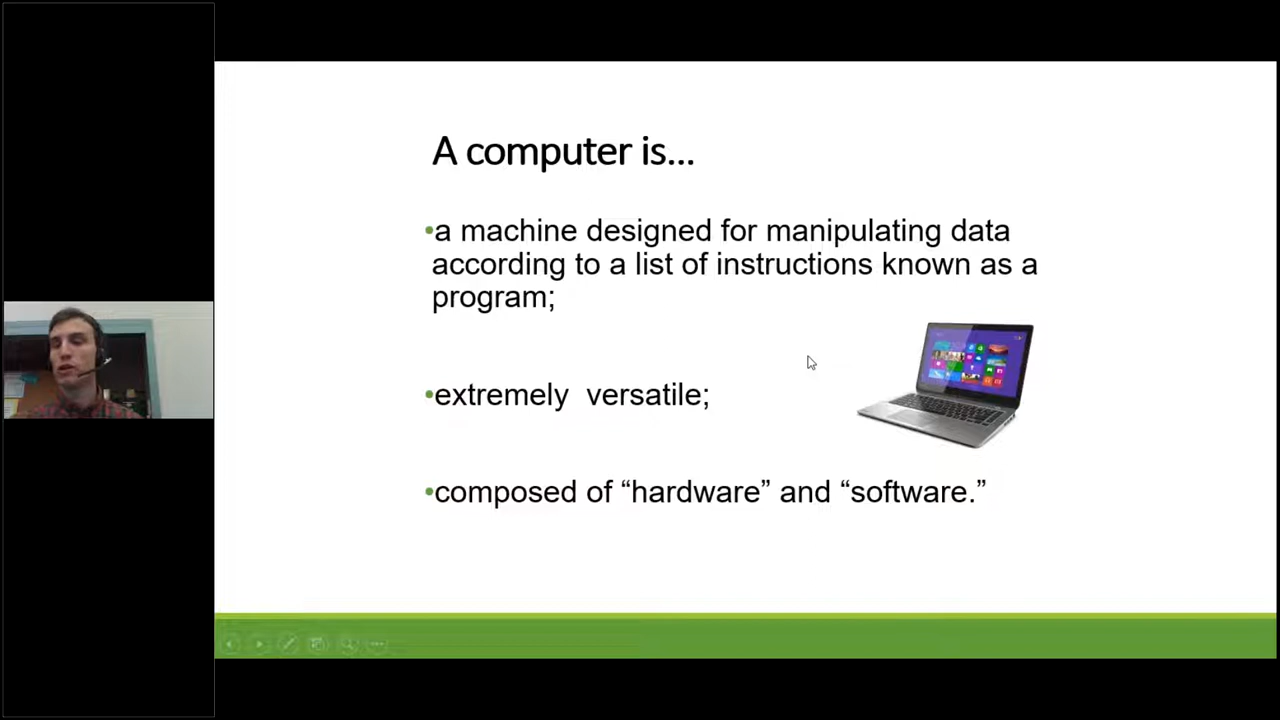 A computer is...
•a machine designed for manipulating data
according to a list of instructions known as a
program;
•extremely  versatile;
•composed of “hardware” and “software.”